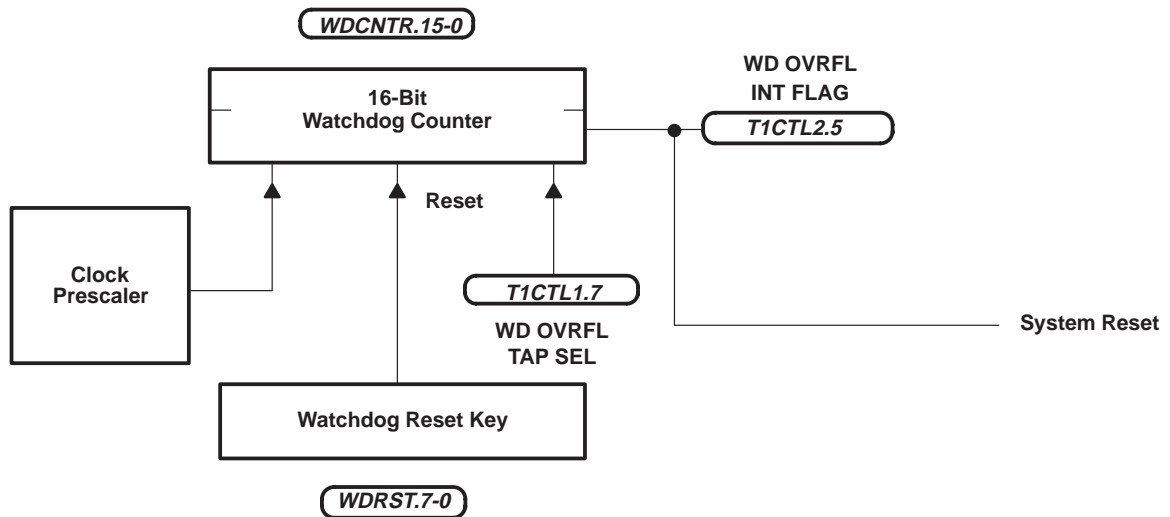 WDCNTR.15-0
16-Bit
Watchdog Counter
WD OVRFL
INT FLAG
T1CTL2.5
Reset
Clock
Prescaler
T1CTL1.7
WD OVRFL
TAP SEL
System Reset
Watchdog Reset Key
WDRST.7-0